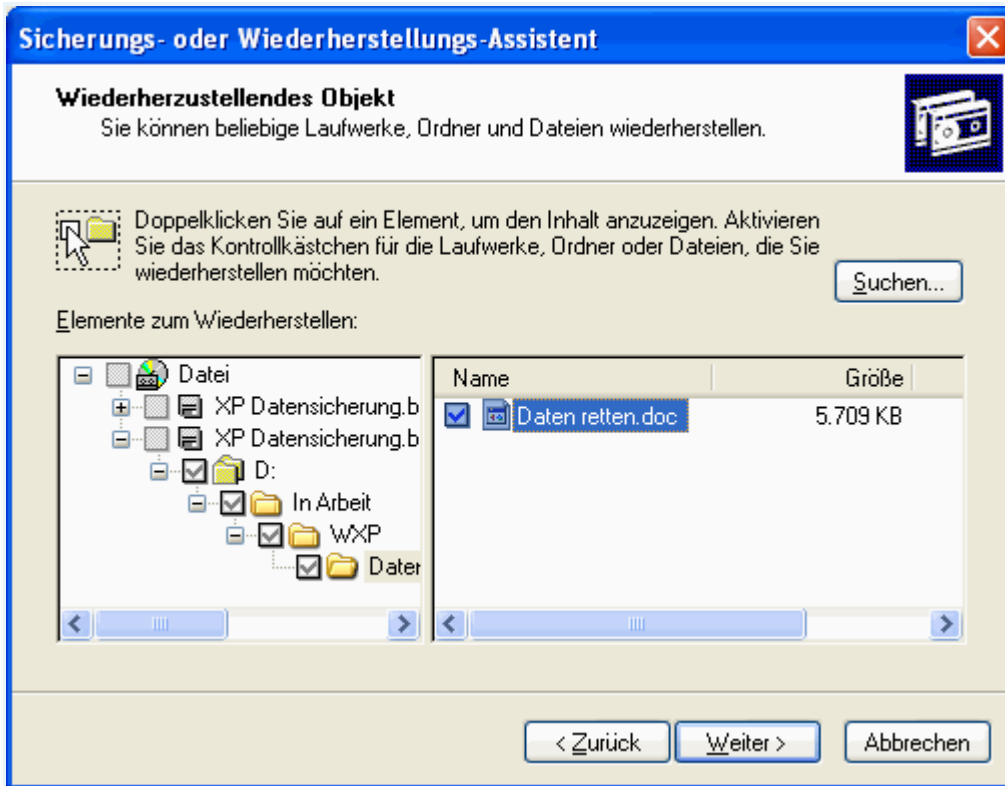 Sicherungs- oder Wiederherstellungs-Assistent
Wiederherzustellendes Objekt
Sie können beliebige Laufwerke, Ordner und Dateien wiederherstellen.
Doppelklicken Sie auf ein Element, um den Inhalt anzuzeigen. Aktivieren
Sie das Kontrollkästchen für die Laufwerke, Ordner oder Dateien, die Sie
wiederherstellen möchten.
Suchen...
Elemente zum Wiederherstellen:
Datei
XP Datensicherung.b
XP Datensicherung.b
D:
In Arbeit
WXP
Daten
Name Größe
Daten retten.doc 5.709 KB
< Zurück Weiter > Abbrechen